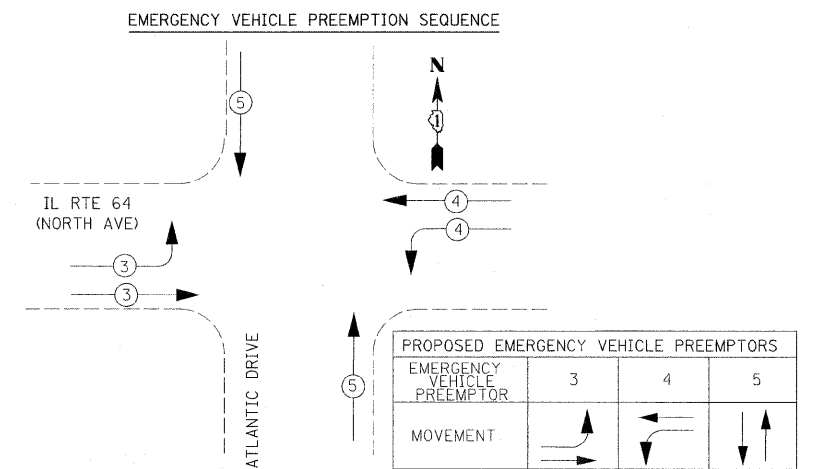 EMERGENCY VEHICLE PREEMPTION SEQUENCE
N
5
1
IL RTE 64
(NORTH AVE)
4
4
3
3
ATLANTIC DRIVE
5
PROPOSED EMERGENCY VEHICLE PREEMPTORS
EMERGENCY
VEHICLE
PREEMPTOR
3
4
5
MOVEMENT